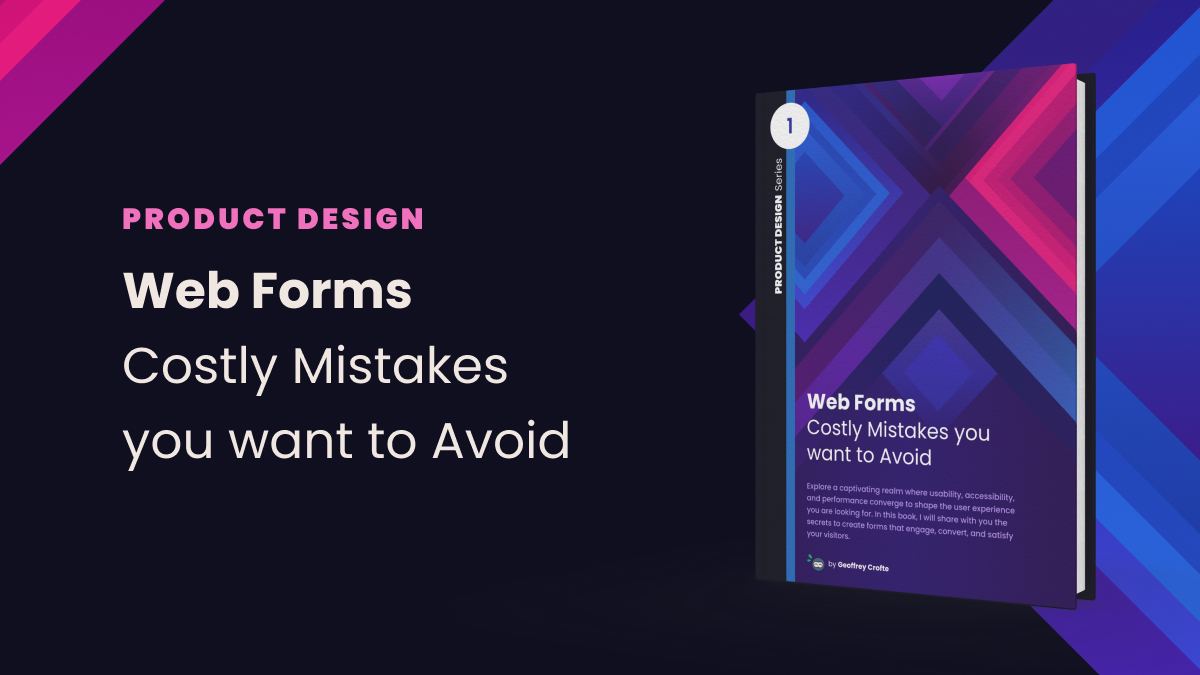 PRODUCT DESIGN
Web Forms
Costly Mistakes
you want to Avoid
1
PRODUCT DESIGN Series
Web Forms
Costly Mistakes you
want to Avoid
Explore a captivating realm where usability, accessibility,
and performance converge to shape the user experience
you are looking for. In this book, I will share with you the
secrets to create forms that engage, convert, and satisfy
your visitors.
by Geoffrey Crofte